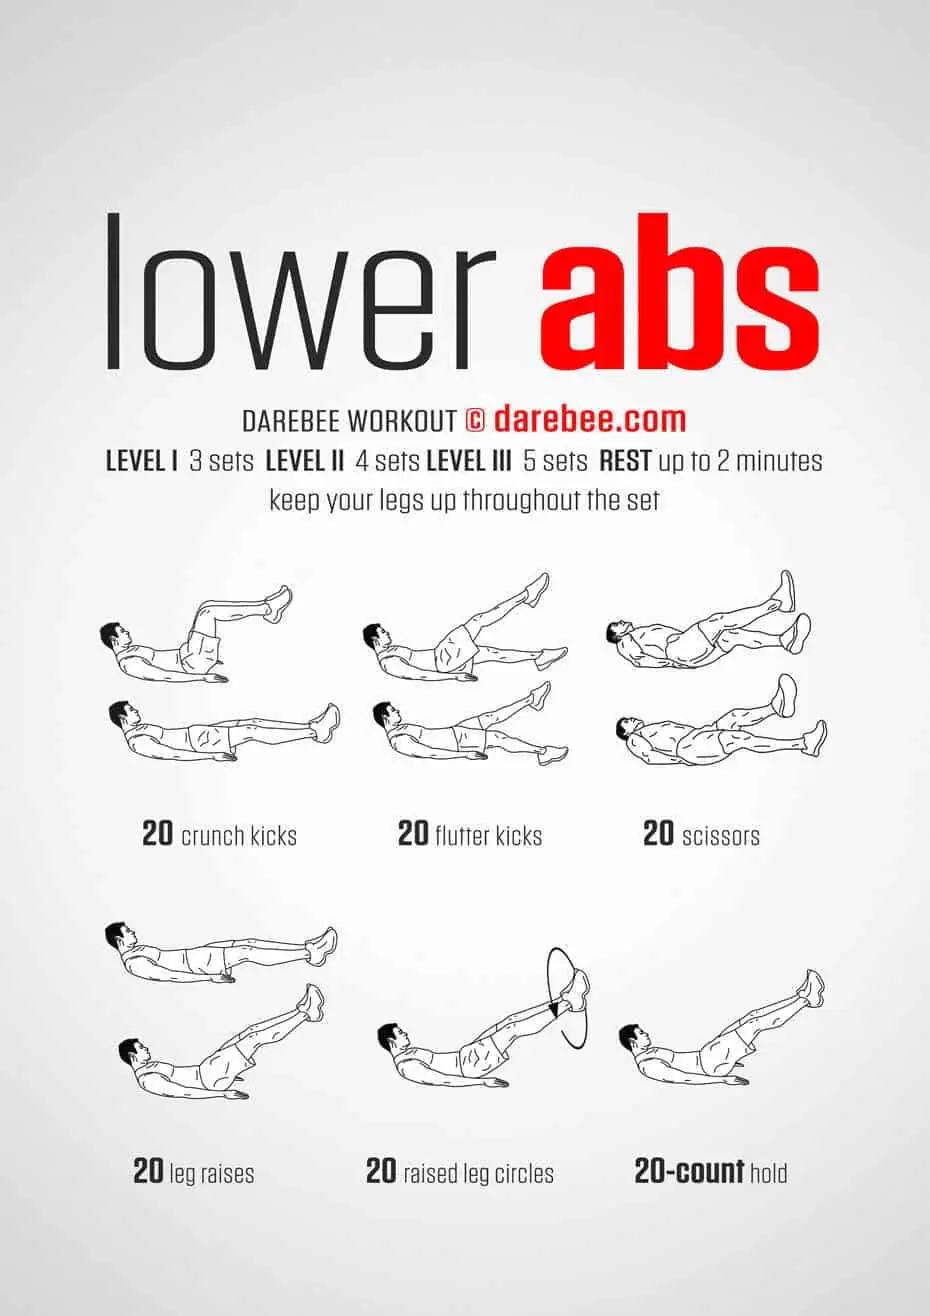 lower abs
DAREBEE WORKOUT © darebee.com
LEVEL I 3 sets LEVEL II 4 sets LEVEL III 5 sets REST up to 2 minutes
keep your legs up throughout the set
20 crunch kicks
20 flutter kicks
20 scissors
20 leg raises
20 raised leg circles
20-count hold